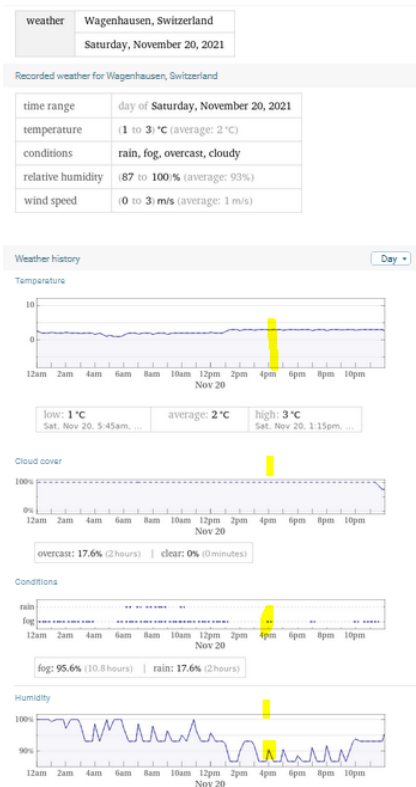 weather
Wagenhausen, Switzerland
Saturday, November 20, 2021
Recorded weather for Wagenhausen, Switzerland
time range day of Saturday, November 20, 2021
temperature (1 to 3) °C (average: 2 °C)
conditions rain, fog, overcast, cloudy
relative humidity (87 to 100)% (average: 93%)
wind speed (0 to 3) m/s (average: 1 m/s)
Weather history Day
Temperature
10
0
12am 2am 4am 6am 8am 10am 12pm 2pm 4pm 6pm 8pm 10pm
Nov 20
low: 1 °C average: 2 °C high: 3 °C
Sat, Nov 20, 5:45am, ... Sat, Nov 20, 1:15pm, ...
Cloud cover
100%
0%
12am 2am 4am 6am 8am 10am 12pm 2pm 4pm 6pm 8pm 10pm
Nov 20
overcast: 17.6% (2 hours) | clear: 0% (0 minutes)
Conditions
rain
fog
12am 2am 4am 6am 8am 10am 12pm 2pm 4pm 6pm 8pm 10pm
Nov 20
fog: 95.6% (10.8 hours) | rain: 17.6% (2 hours)
Humidity
100%
90%
12am 2am 4am 6am 8am 10am 12pm 2pm 4pm 6pm 8pm 10pm
Nov 20